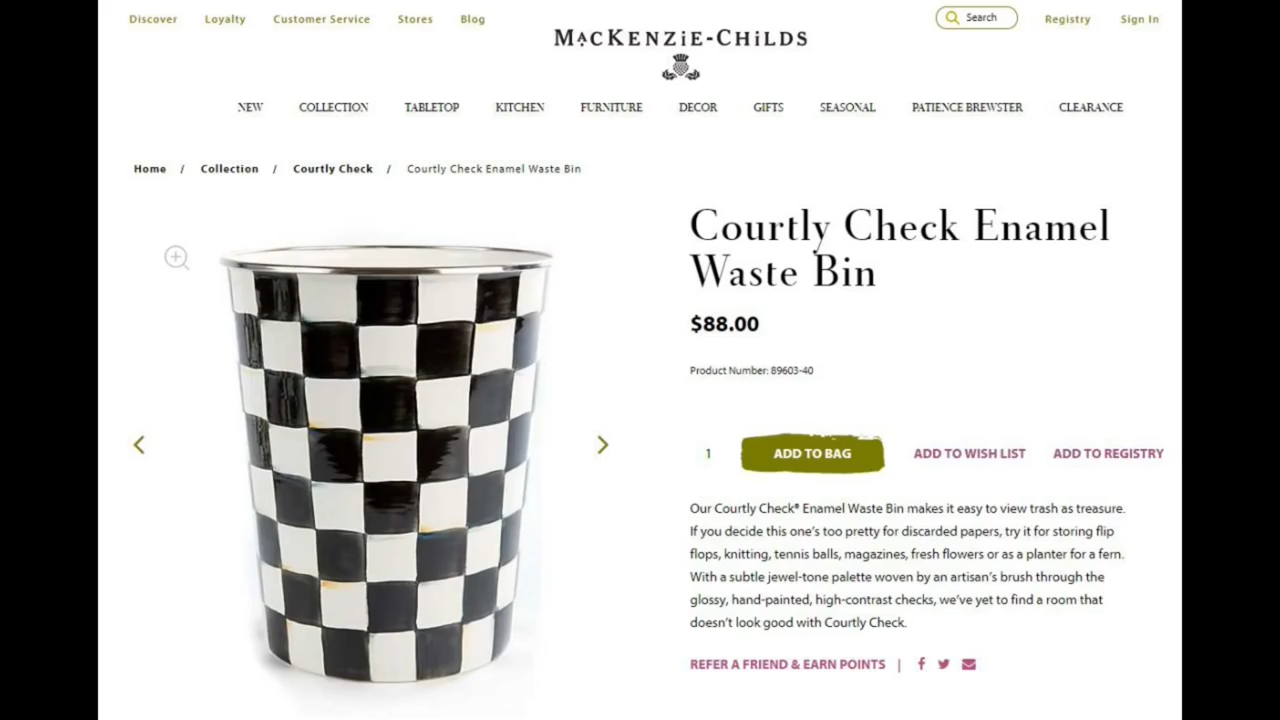 Discover Loyalty Customer Service Stores Blog
Search
Registry Sign In
MACKENZIE-CHILDS
NEW COLLECTION TABLETOP KITCHEN FURNITURE DECOR GIFTS SEASONAL PATIENCE BREWSTER CLEARANCE
Home / Collection / Courtly Check / Courtly Check Enamel Waste Bin
Courtly Check Enamel
Waste Bin
$88.00
Product Number: 89603-40
1 ADD TO BAG ADD TO WISH LIST ADD TO REGISTRY
Our Courtly Check® Enamel Waste Bin makes it easy to view trash as treasure.
If you decide this one's too pretty for discarded papers, try it for storing flip
flops, knitting, tennis balls, magazines, fresh flowers or as a planter for a fern.
With a subtle jewel-tone palette woven by an artisan's brush through the
glossy, hand-painted, high-contrast checks, we've yet to find a room that
doesn't look good with Courtly Check.
REFER A FRIEND & EARN POINTS |